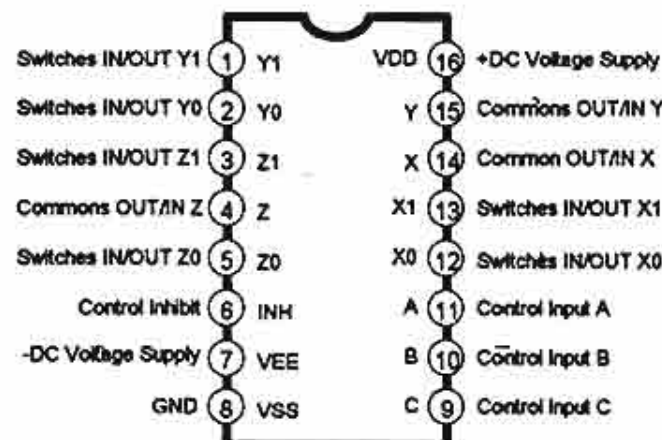 Switches IN/OUT Y1 1 Y1 VDD 16 +DC Voltage Supply
Switches IN/OUT Y0 2 Y0 Y 15 Commons OUT/IN Y
Switches IN/OUT Z1 3 Z1 X 14 Common OUT/IN X
Commons OUT/IN Z 4 Z X1 13 Switches IN/OUT X1
Switches IN/OUT Z0 5 Z0 X0 12 Switches IN/OUT X0
Control Inhibit 6 INH A 11 Control Input A
-DC Voltage Supply 7 VEE B 10 Control Input B
GND 8 VSS C 9 Control Input C